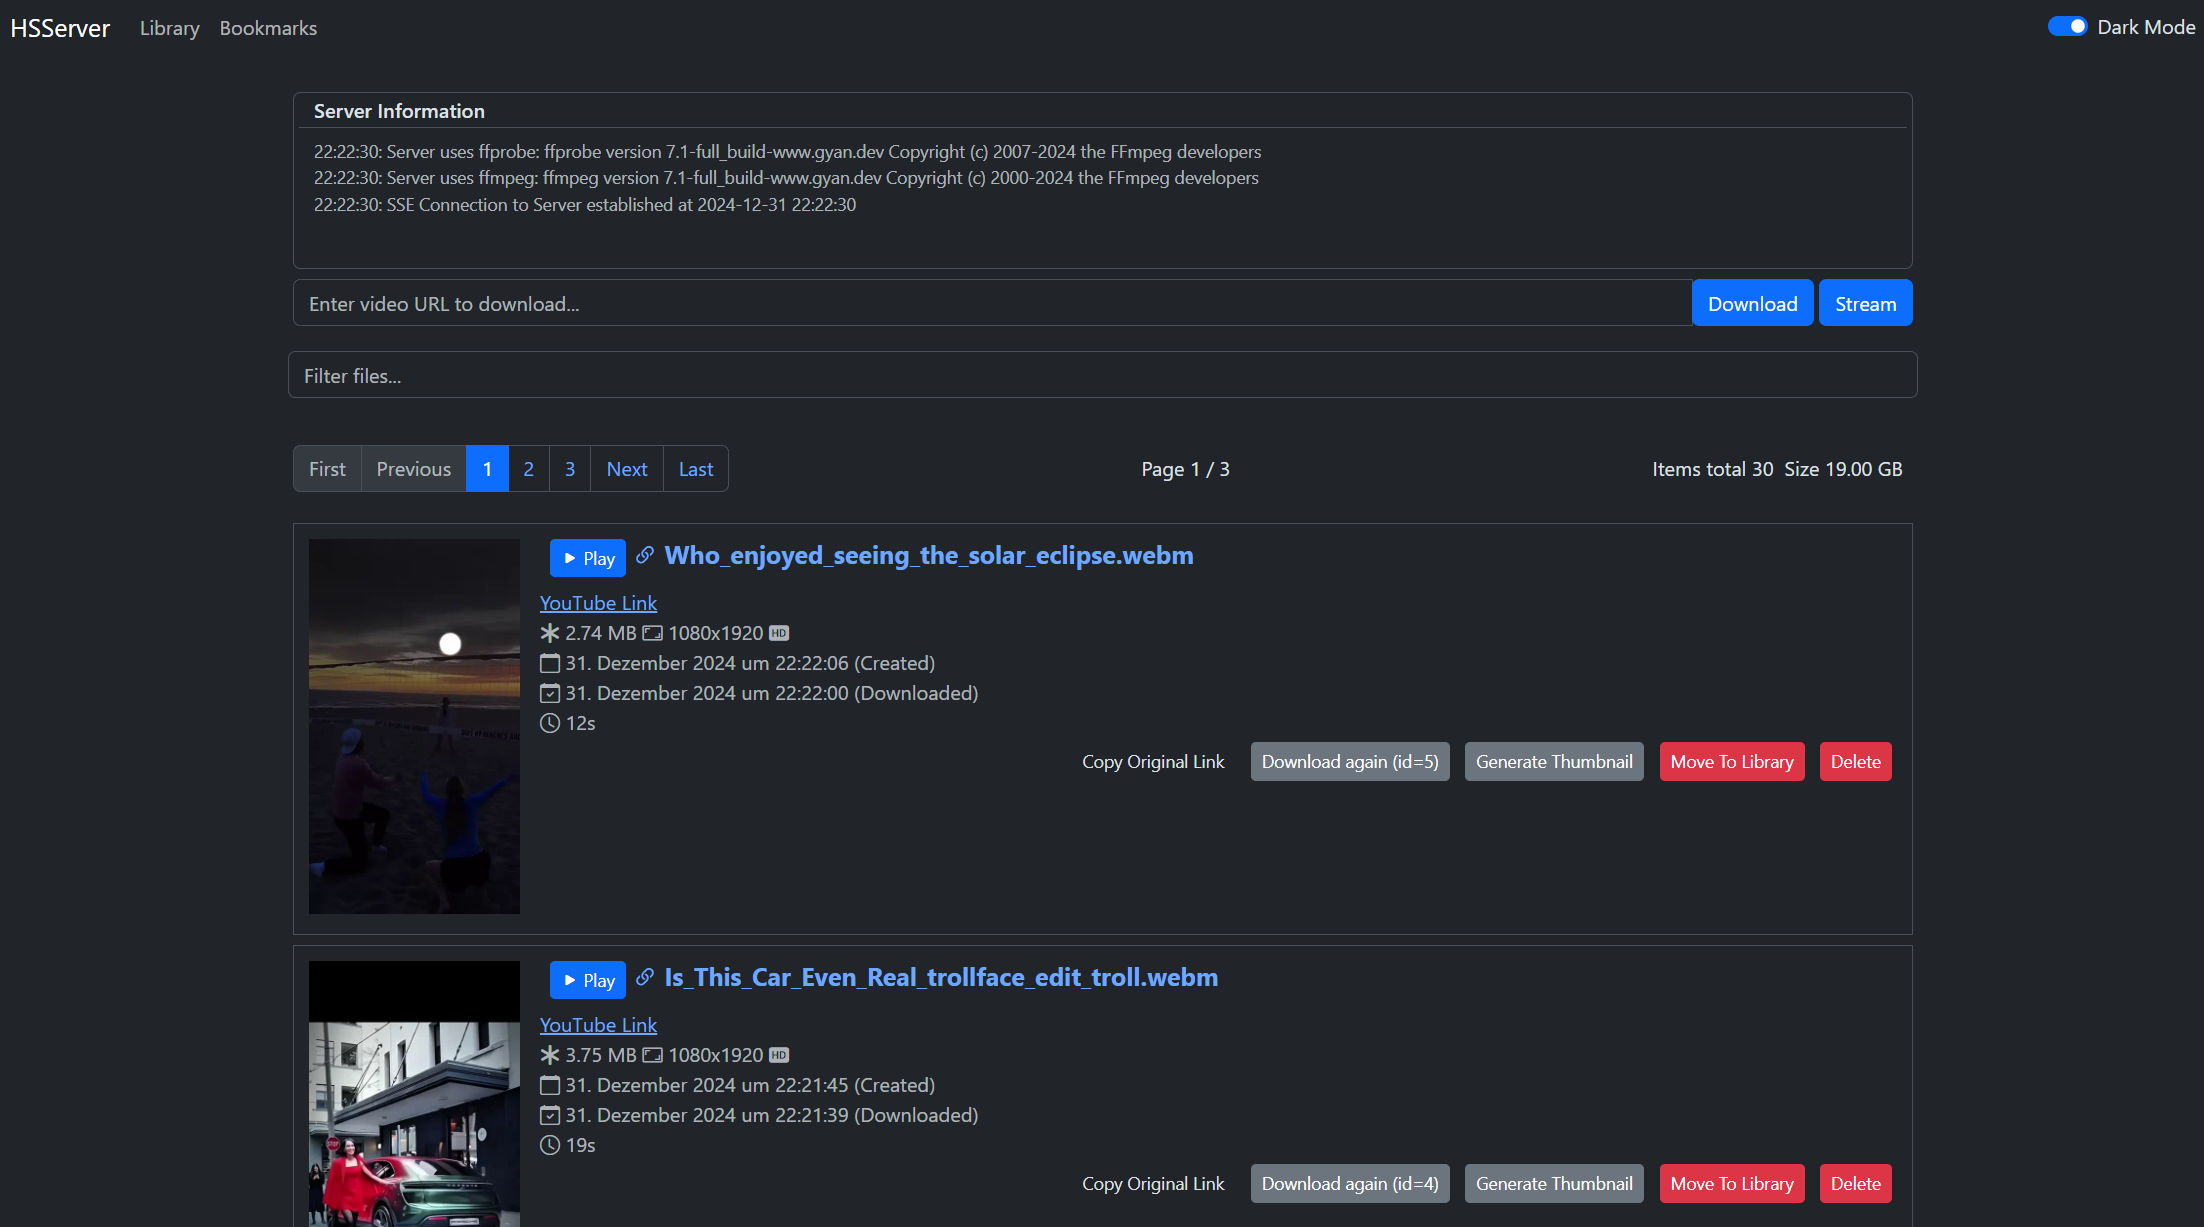 HSServer Library Bookmarks Dark Mode
Server Information
22:22:30: Server uses ffprobe: ffprobe version 7.1-full_build-www.gyan.dev Copyright (c) 2007-2024 the FFmpeg developers
22:22:30: Server uses ffmpeg: ffmpeg version 7.1-full_build-www.gyan.dev Copyright (c) 2000-2024 the FFmpeg developers
22:22:30: SSE Connection to Server established at 2024-12-31 22:22:30
Enter video URL to download... Download Stream
Filter files...
First Previous 1 2 3 Next Last Page 1 / 3 Items total 30 Size 19.00 GB
Play Who_enjoyed_seeing_the_solar_eclipse.webm
YouTube Link
2.74 MB 1080x1920 HD
31. Dezember 2024 um 22:22:06 (Created)
31. Dezember 2024 um 22:22:00 (Downloaded)
12s
Copy Original Link Download again (id=5) Generate Thumbnail Move To Library Delete
Play Is_This_Car_Even_Real_trollface_edit_troll.webm
YouTube Link
3.75 MB 1080x1920 HD
31. Dezember 2024 um 22:21:45 (Created)
31. Dezember 2024 um 22:21:39 (Downloaded)
19s
STOP
Copy Original Link Download again (id=4) Generate Thumbnail Move To Library Delete